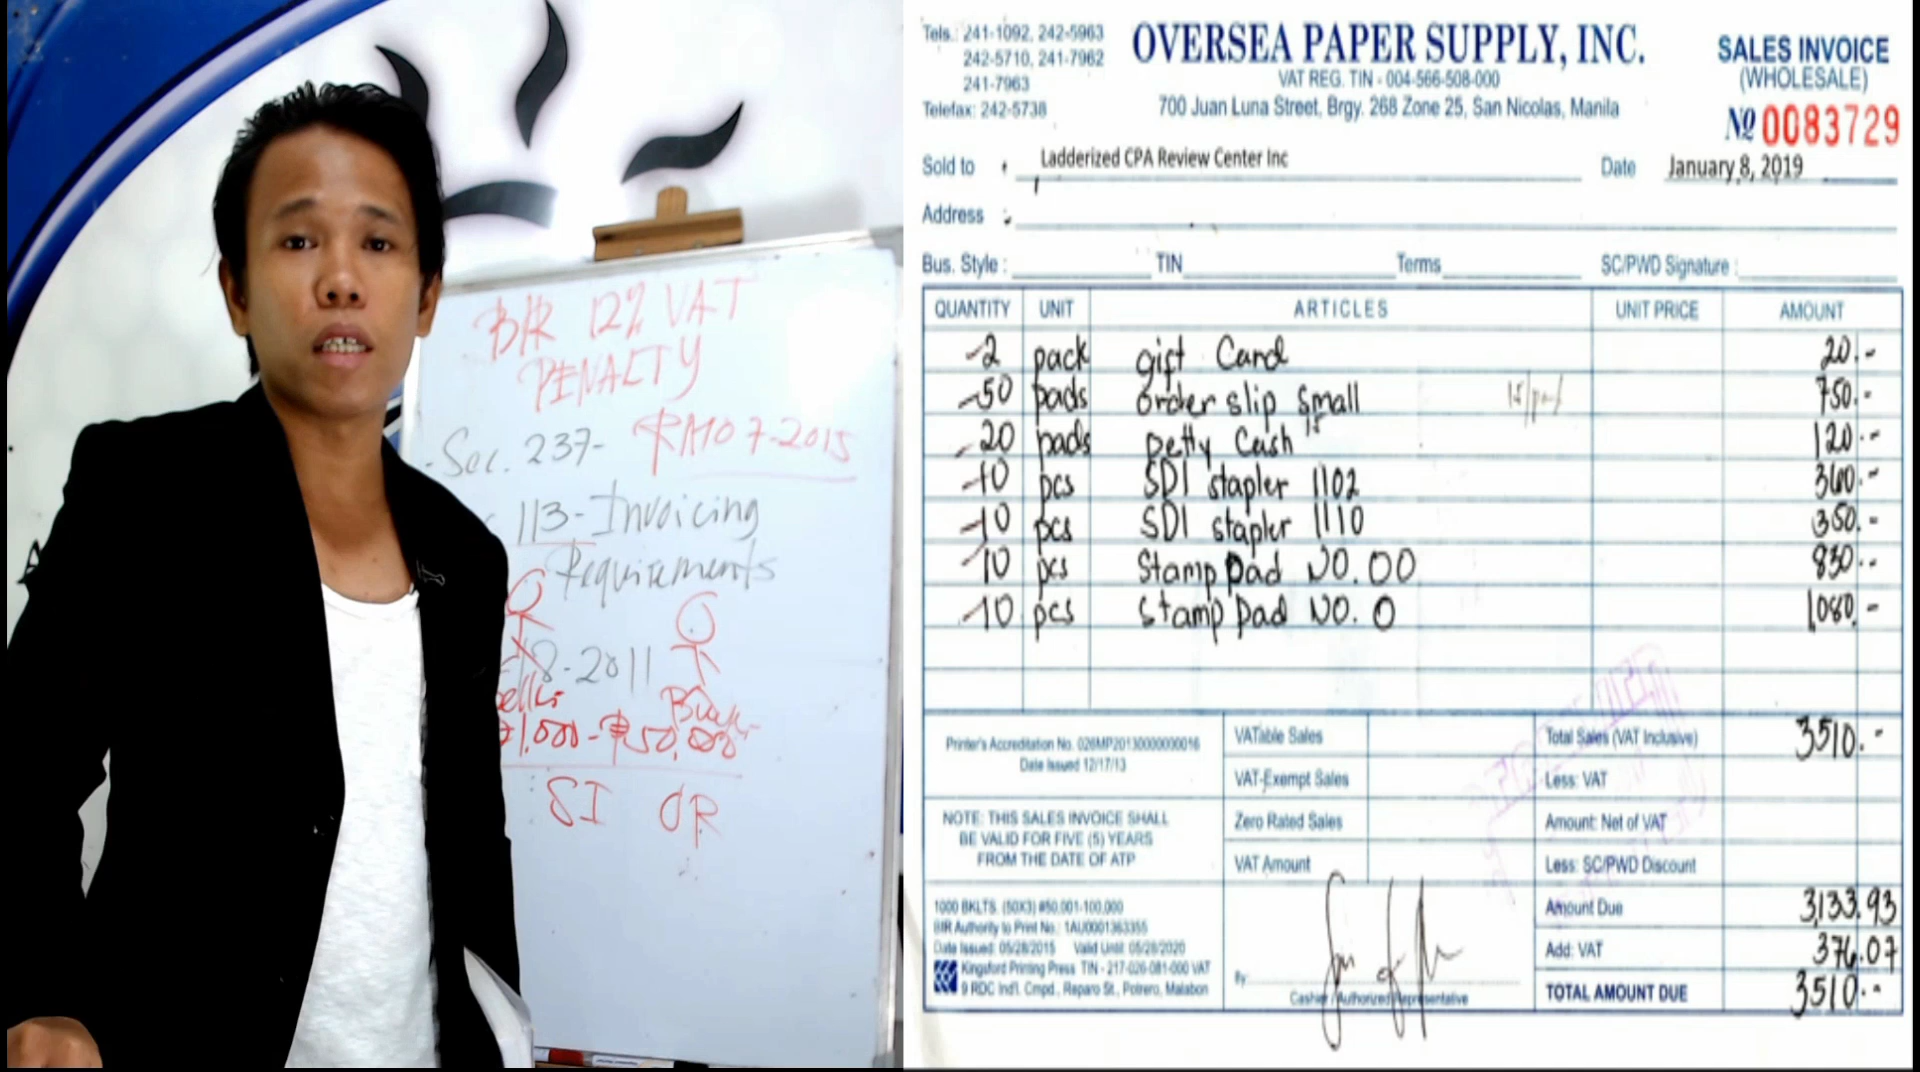 BIR 12% VAT
PENALTY
-Sec. 237- RMO 7-2015
113-Invoicing
Requirements
8-2011
Buyer
₱1,000-₱50,000
SI OR
Tels.: 241-1092, 242-5963
242-5710, 241-7962
241-7963
Telefax: 242-5738
OVERSEA PAPER SUPPLY, INC.
VAT REG. TIN - 004-566-508-000
700 Juan Luna Street, Brgy. 268 Zone 25, San Nicolas, Manila
SALES INVOICE
(WHOLESALE)
№ 0083729
Sold to : Ladderized CPA Review Center Inc Date January 8, 2019
Address :
Bus. Style : TIN Terms SC/PWD Signature :
QUANTITY UNIT ARTICLES UNIT PRICE AMOUNT
2 pack gift Card 20.-
50 pads order slip small 15/pad 750.-
20 pads petty Cash 120.-
10 pcs SDI stapler 1102 360.-
10 pcs SDI stapler 1110 350.-
10 pcs Stamp Pad NO. 00 830.-
10 pcs Stamp Pad NO. 0 1080.-
Printer's Accreditation No. 026MP20130000000016
Date Issued 12/17/13
NOTE: THIS SALES INVOICE SHALL
BE VALID FOR FIVE (5) YEARS
FROM THE DATE OF ATP
1000 BKLTS. (50X3) #50,001-100,000
BIR Authority to Print No.: 1AU0001363355
Date Issued: 05/28/2015 Valid Until: 05/28/2020
Kingsford Printing Press TIN - 217-026-081-000 VAT
9 RDC Ind'l. Cmpd., Reparo St., Potrero, Malabon
VATable Sales
VAT-Exempt Sales
Zero Rated Sales
VAT Amount
By:
Cashier / Authorized Representative
Total Sales (VAT Inclusive) 3510.-
Less: VAT
Amount: Net of VAT
Less: SC/PWD Discount
Amount Due 3,133.93
Add: VAT 376.07
TOTAL AMOUNT DUE 3510.-